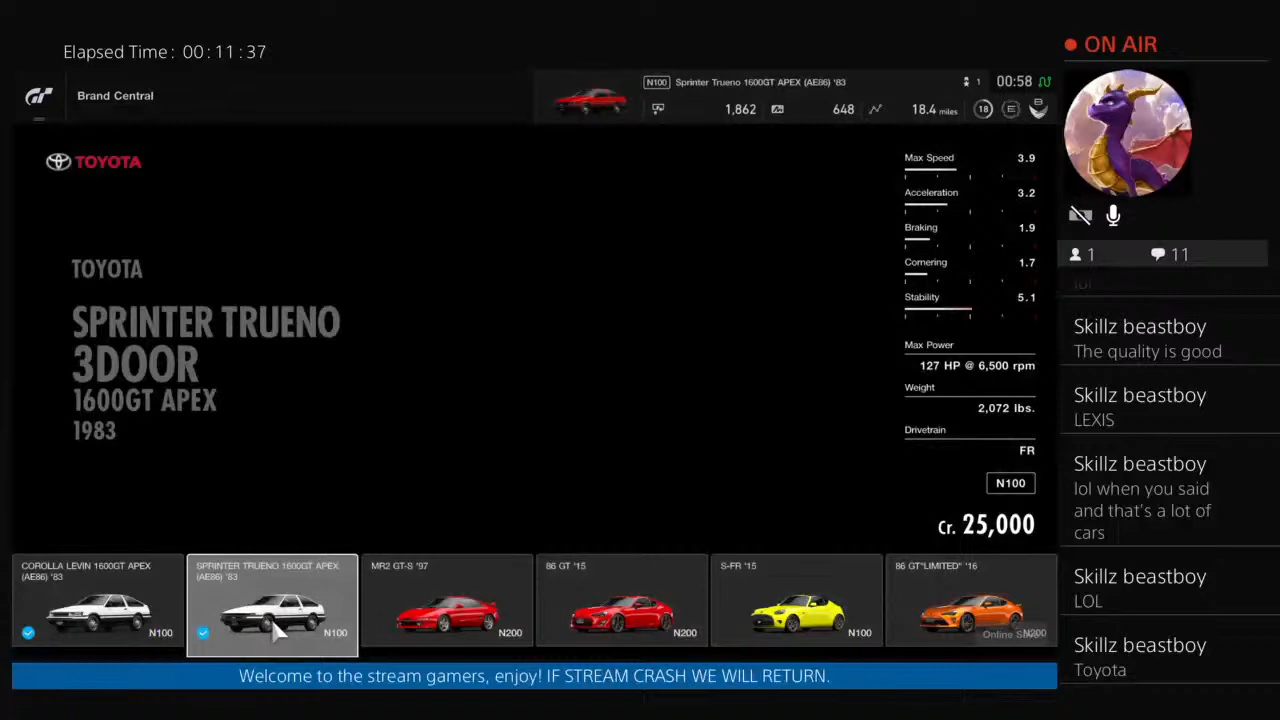 Elapsed Time: 00:11:37
ON AIR
Brand Central
N100 Sprinter Trueno 1600GT APEX (AE86) '83
1 00:58
1,862 648 18.4 miles 18 E B
TOYOTA
TOYOTA
SPRINTER TRUENO
3DOOR
1600GT APEX
1983
Max Speed 3.9
Acceleration 3.2
Braking 1.9
Cornering 1.7
Stability 5.1
Max Power
127 HP @ 6,500 rpm
Weight
2,072 lbs.
Drivetrain
FR
N100
Cr. 25,000
COROLLA LEVIN 1600GT APEX
(AE86) '83
N100
SPRINTER TRUENO 1600GT APEX
(AE86) '83
N100
MR2 GT-S '97
N200
86 GT '15
N200
S-FR '15
N100
86 GT"LIMITED" '16
N200
Welcome to the stream gamers, enjoy! IF STREAM CRASH WE WILL RETURN.
1 11
lol
Skillz beastboy
The quality is good
Skillz beastboy
LEXIS
Skillz beastboy
lol when you said
and that's a lot of
cars
Skillz beastboy
LOL
Skillz beastboy
Toyota